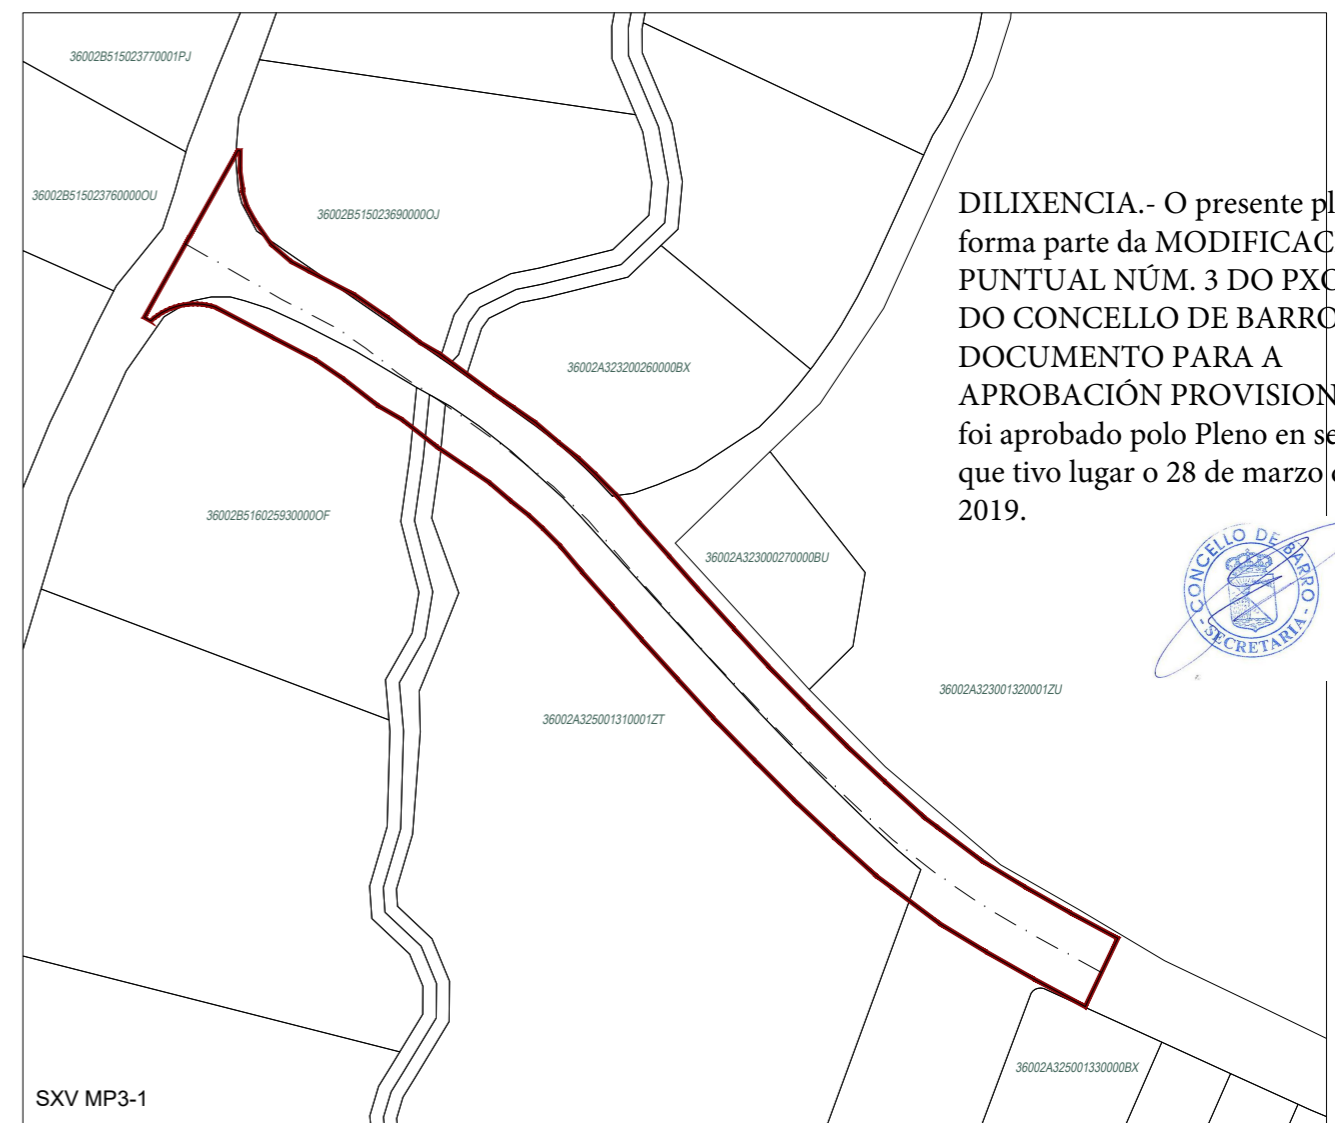 36002B515023770001PJ
36002B515023760000OU
36002B515023690000OJ
DILIXENCIA.- O presente pl
forma parte da MODIFICAC
PUNTUAL NÚM. 3 DO PXO
DO CONCELLO DE BARRO
DOCUMENTO PARA A
APROBACIÓN PROVISION
foi aprobado polo Pleno en se
que tivo lugar o 28 de marzo
2019.
36002A323200260000BX
36002B516025930000OF
36002A323000270000BU
CONCELLO DE BARRO - SECRETARIA -
36002A323001320001ZU
36002A325001310001ZT
36002A325001330000BX
SXV MP3-1